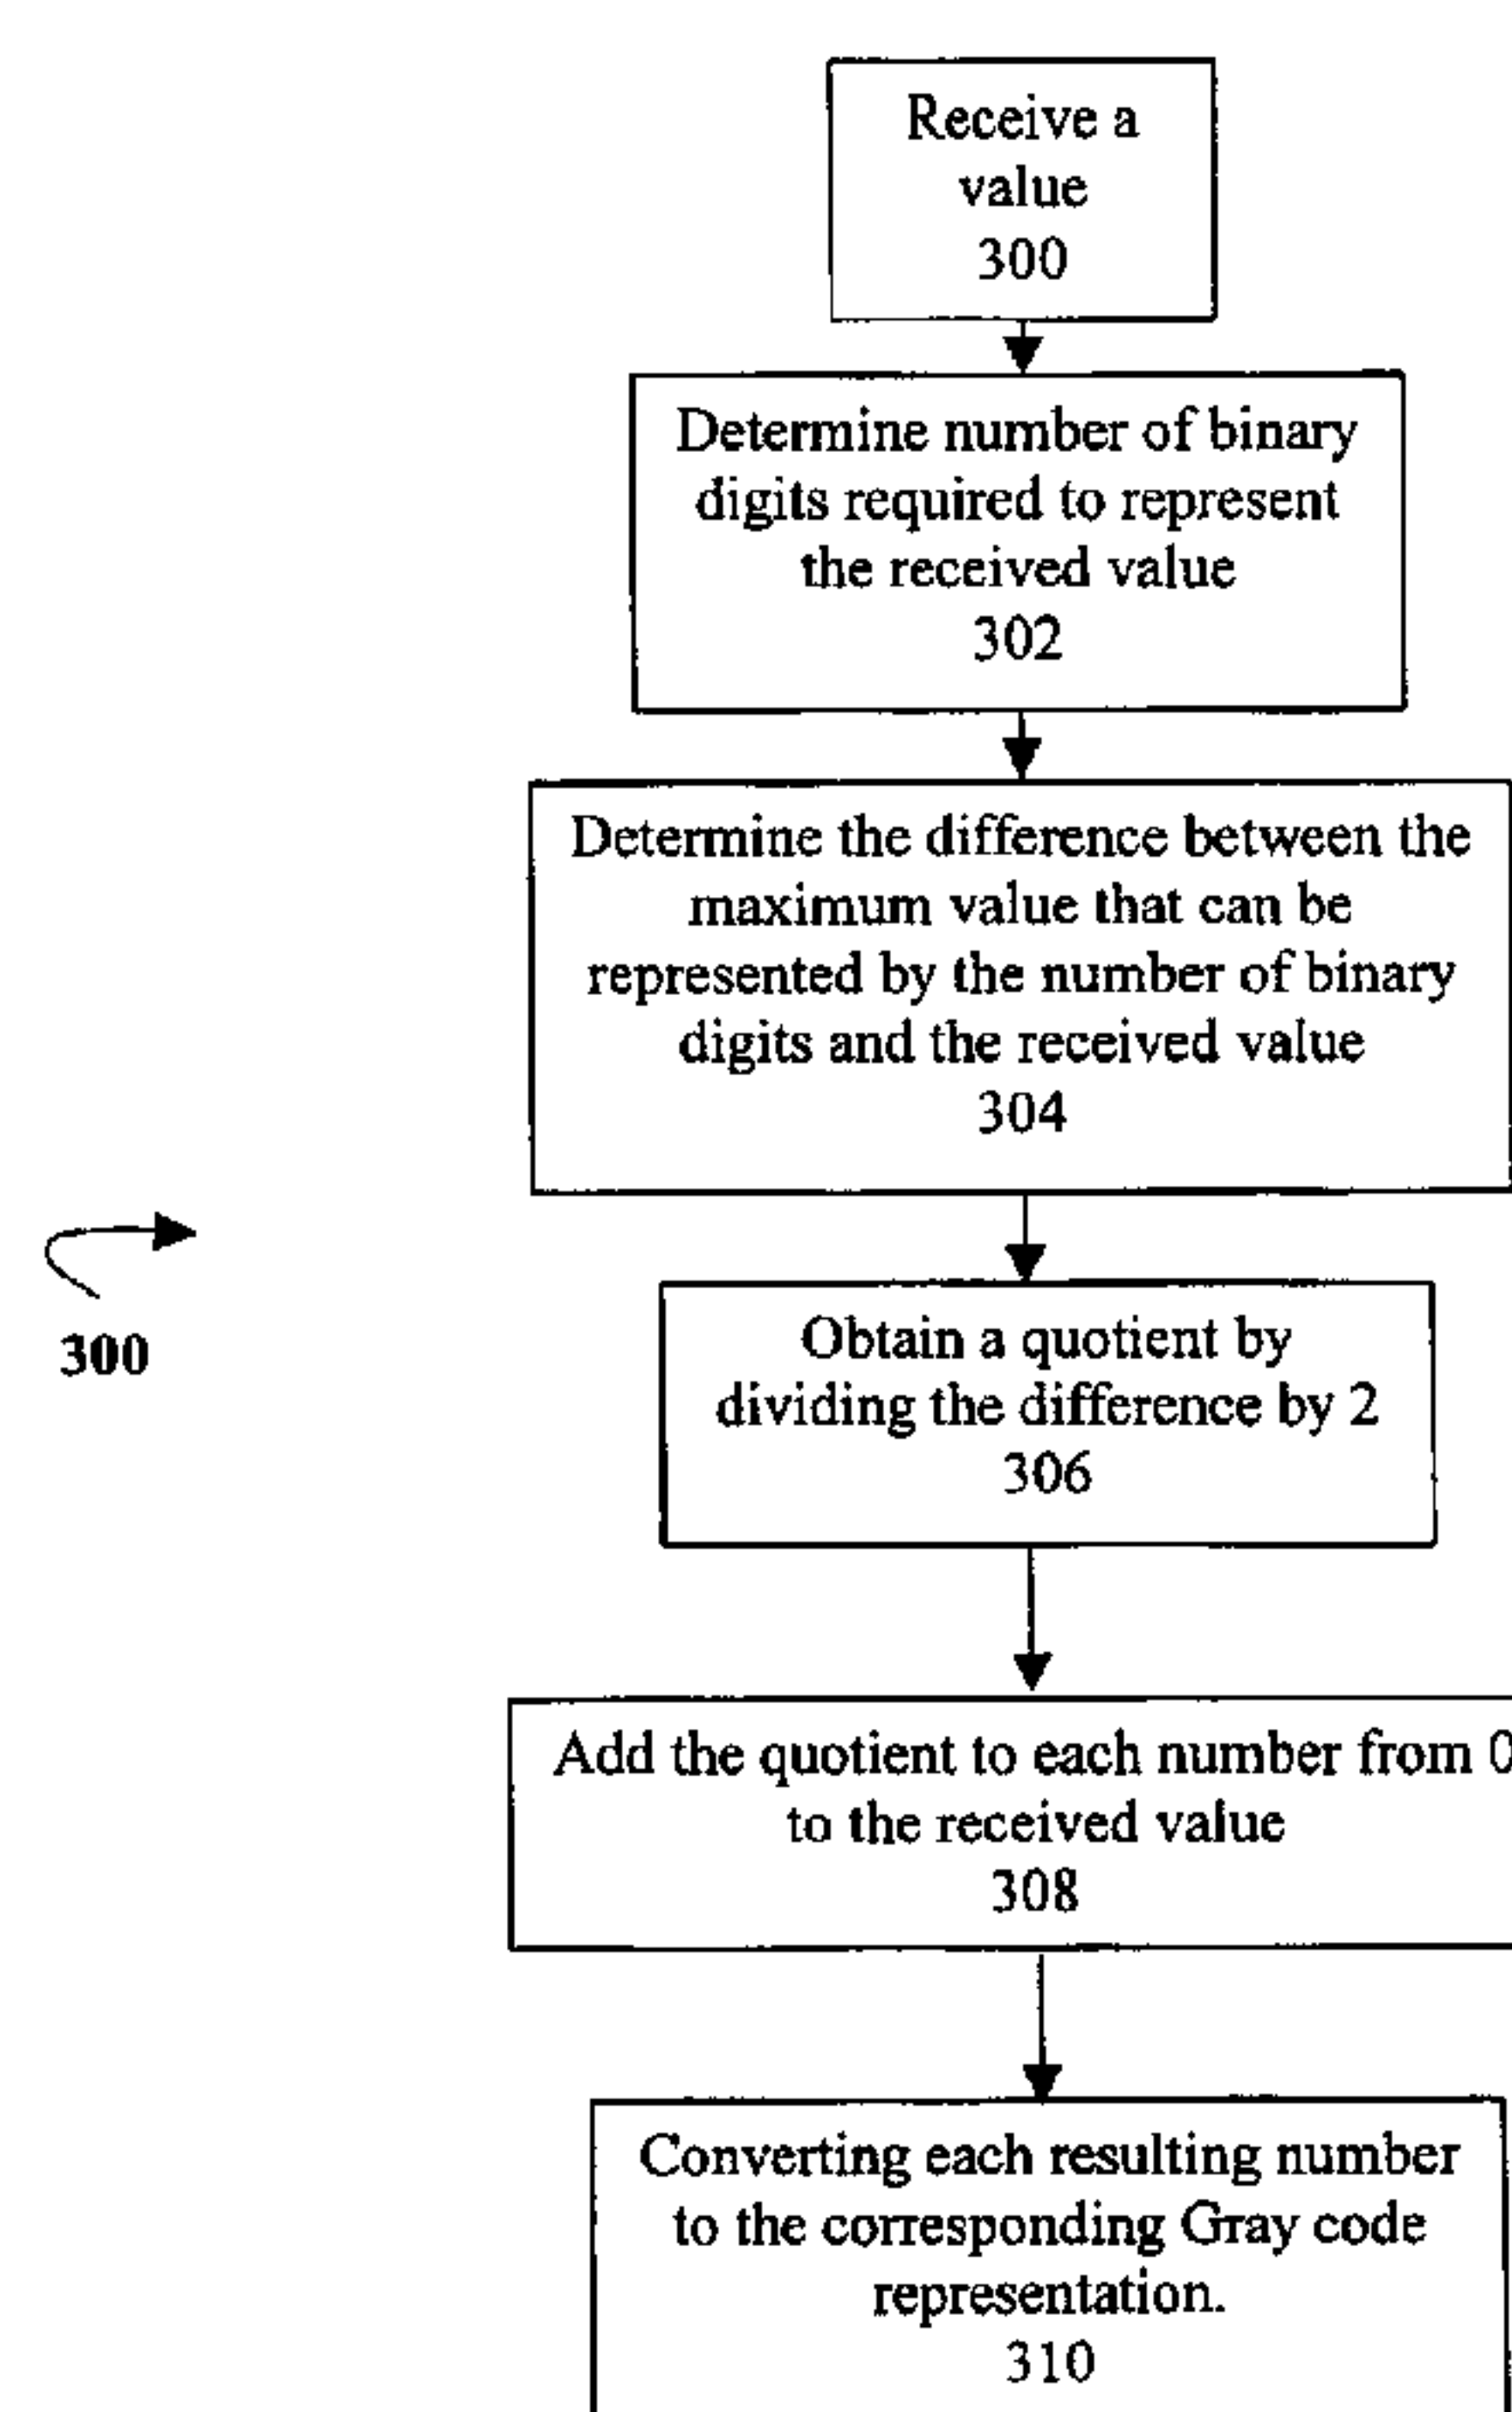 Receive a
value
300
Determine number of binary
digits required to represent
the received value
302
Determine the difference between the
maximum value that can be
represented by the number of binary
digits and the received value
304
300
Obtain a quotient by
dividing the difference by 2
306
Add the quotient to each number from 0
to the received value
308
Converting each resulting number
to the corresponding Gray code
representation.
310